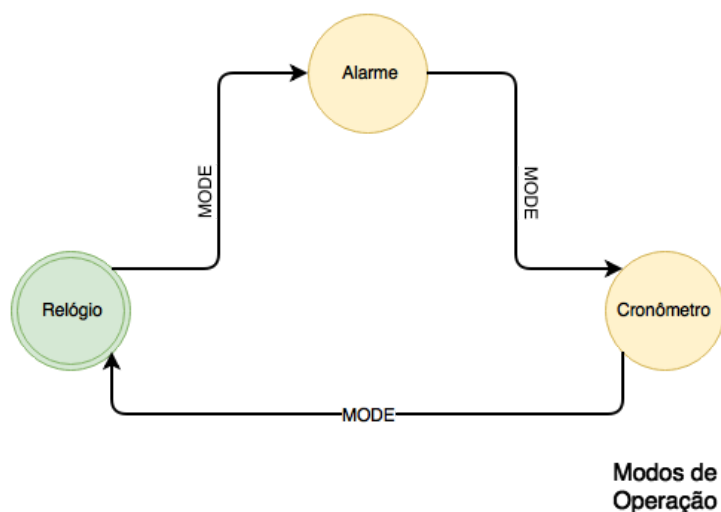 Alarme
MODE
MODE
Relógio
Cronômetro
MODE
Modos de
Operação